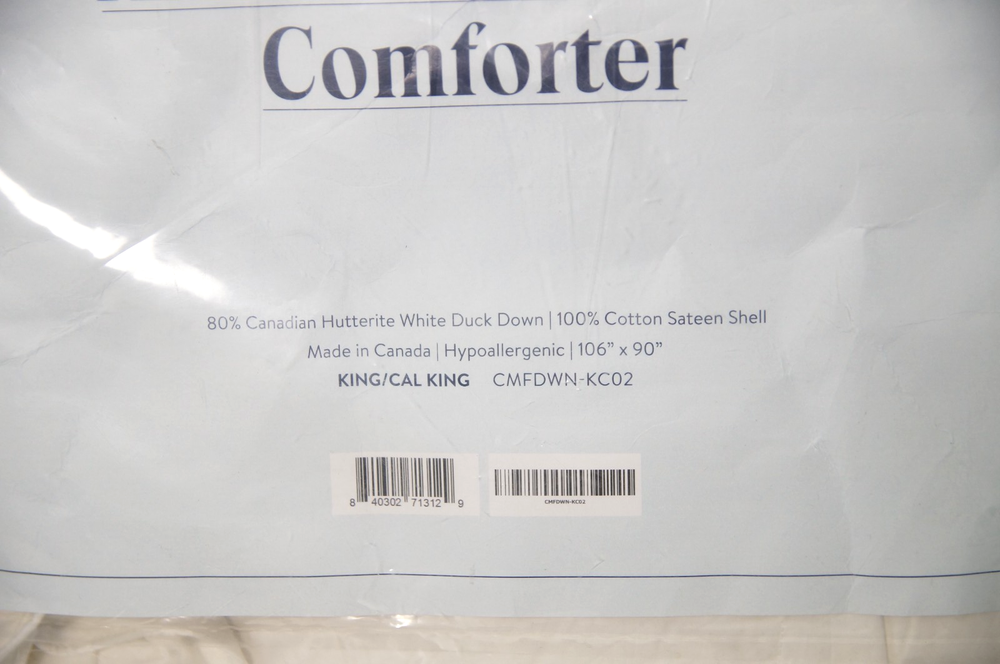 Comforter
80% Canadian Hutterite White Duck Down | 100% Cotton Sateen Shell
Made in Canada | Hypoallergenic | 106” x 90”
KING/CAL KING CMFDWN-KC02
8 40302 71312 9
CMFDWN-KC02